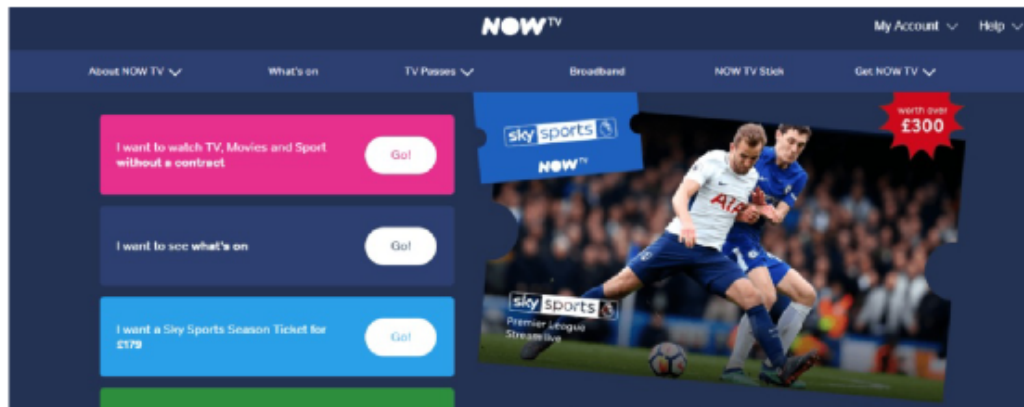 NOW TV
My Account Help
About NOW TV What's on TV Passes Broadband NOW TV Stick Get NOW TV
I want to watch TV, Movies and Sport
without a contract
Go!
I want to see what's on
Go!
I want a Sky Sports Season Ticket for
£179
Go!
sky sports
NOW TV
worth over
£300
AIA
sky sports
Premier League
Stream live